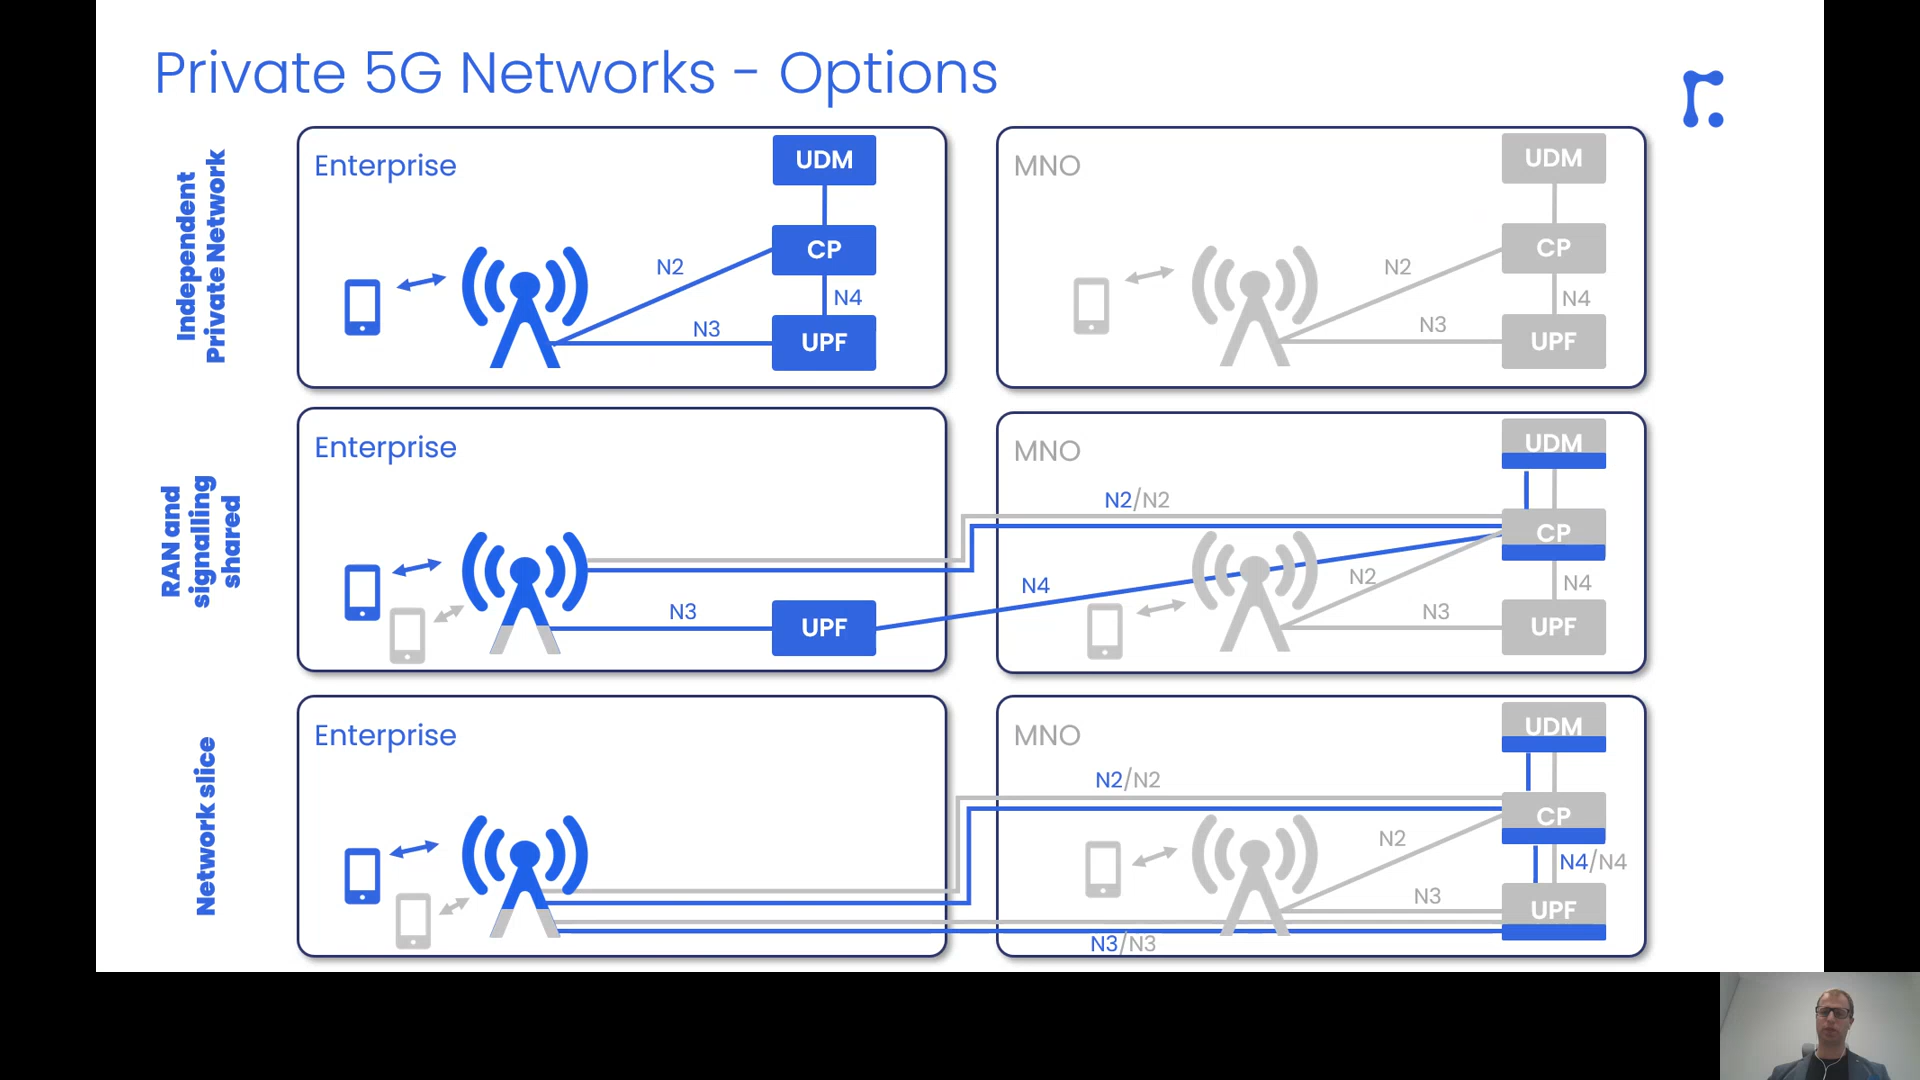 Private 5G Networks - Options
Independent
Private Network
Enterprise
UDM
CP
N2
N4
N3
UPF
MNO
UDM
CP
N2
N4
N3
UPF
RAN and
signalling
shared
Enterprise
N3
UPF
MNO
UDM
N2/N2
CP
N4
N2
N4
N3
UPF
Network slice
Enterprise
MNO
UDM
N2/N2
CP
N2
N4/N4
N3
UPF
N3/N3